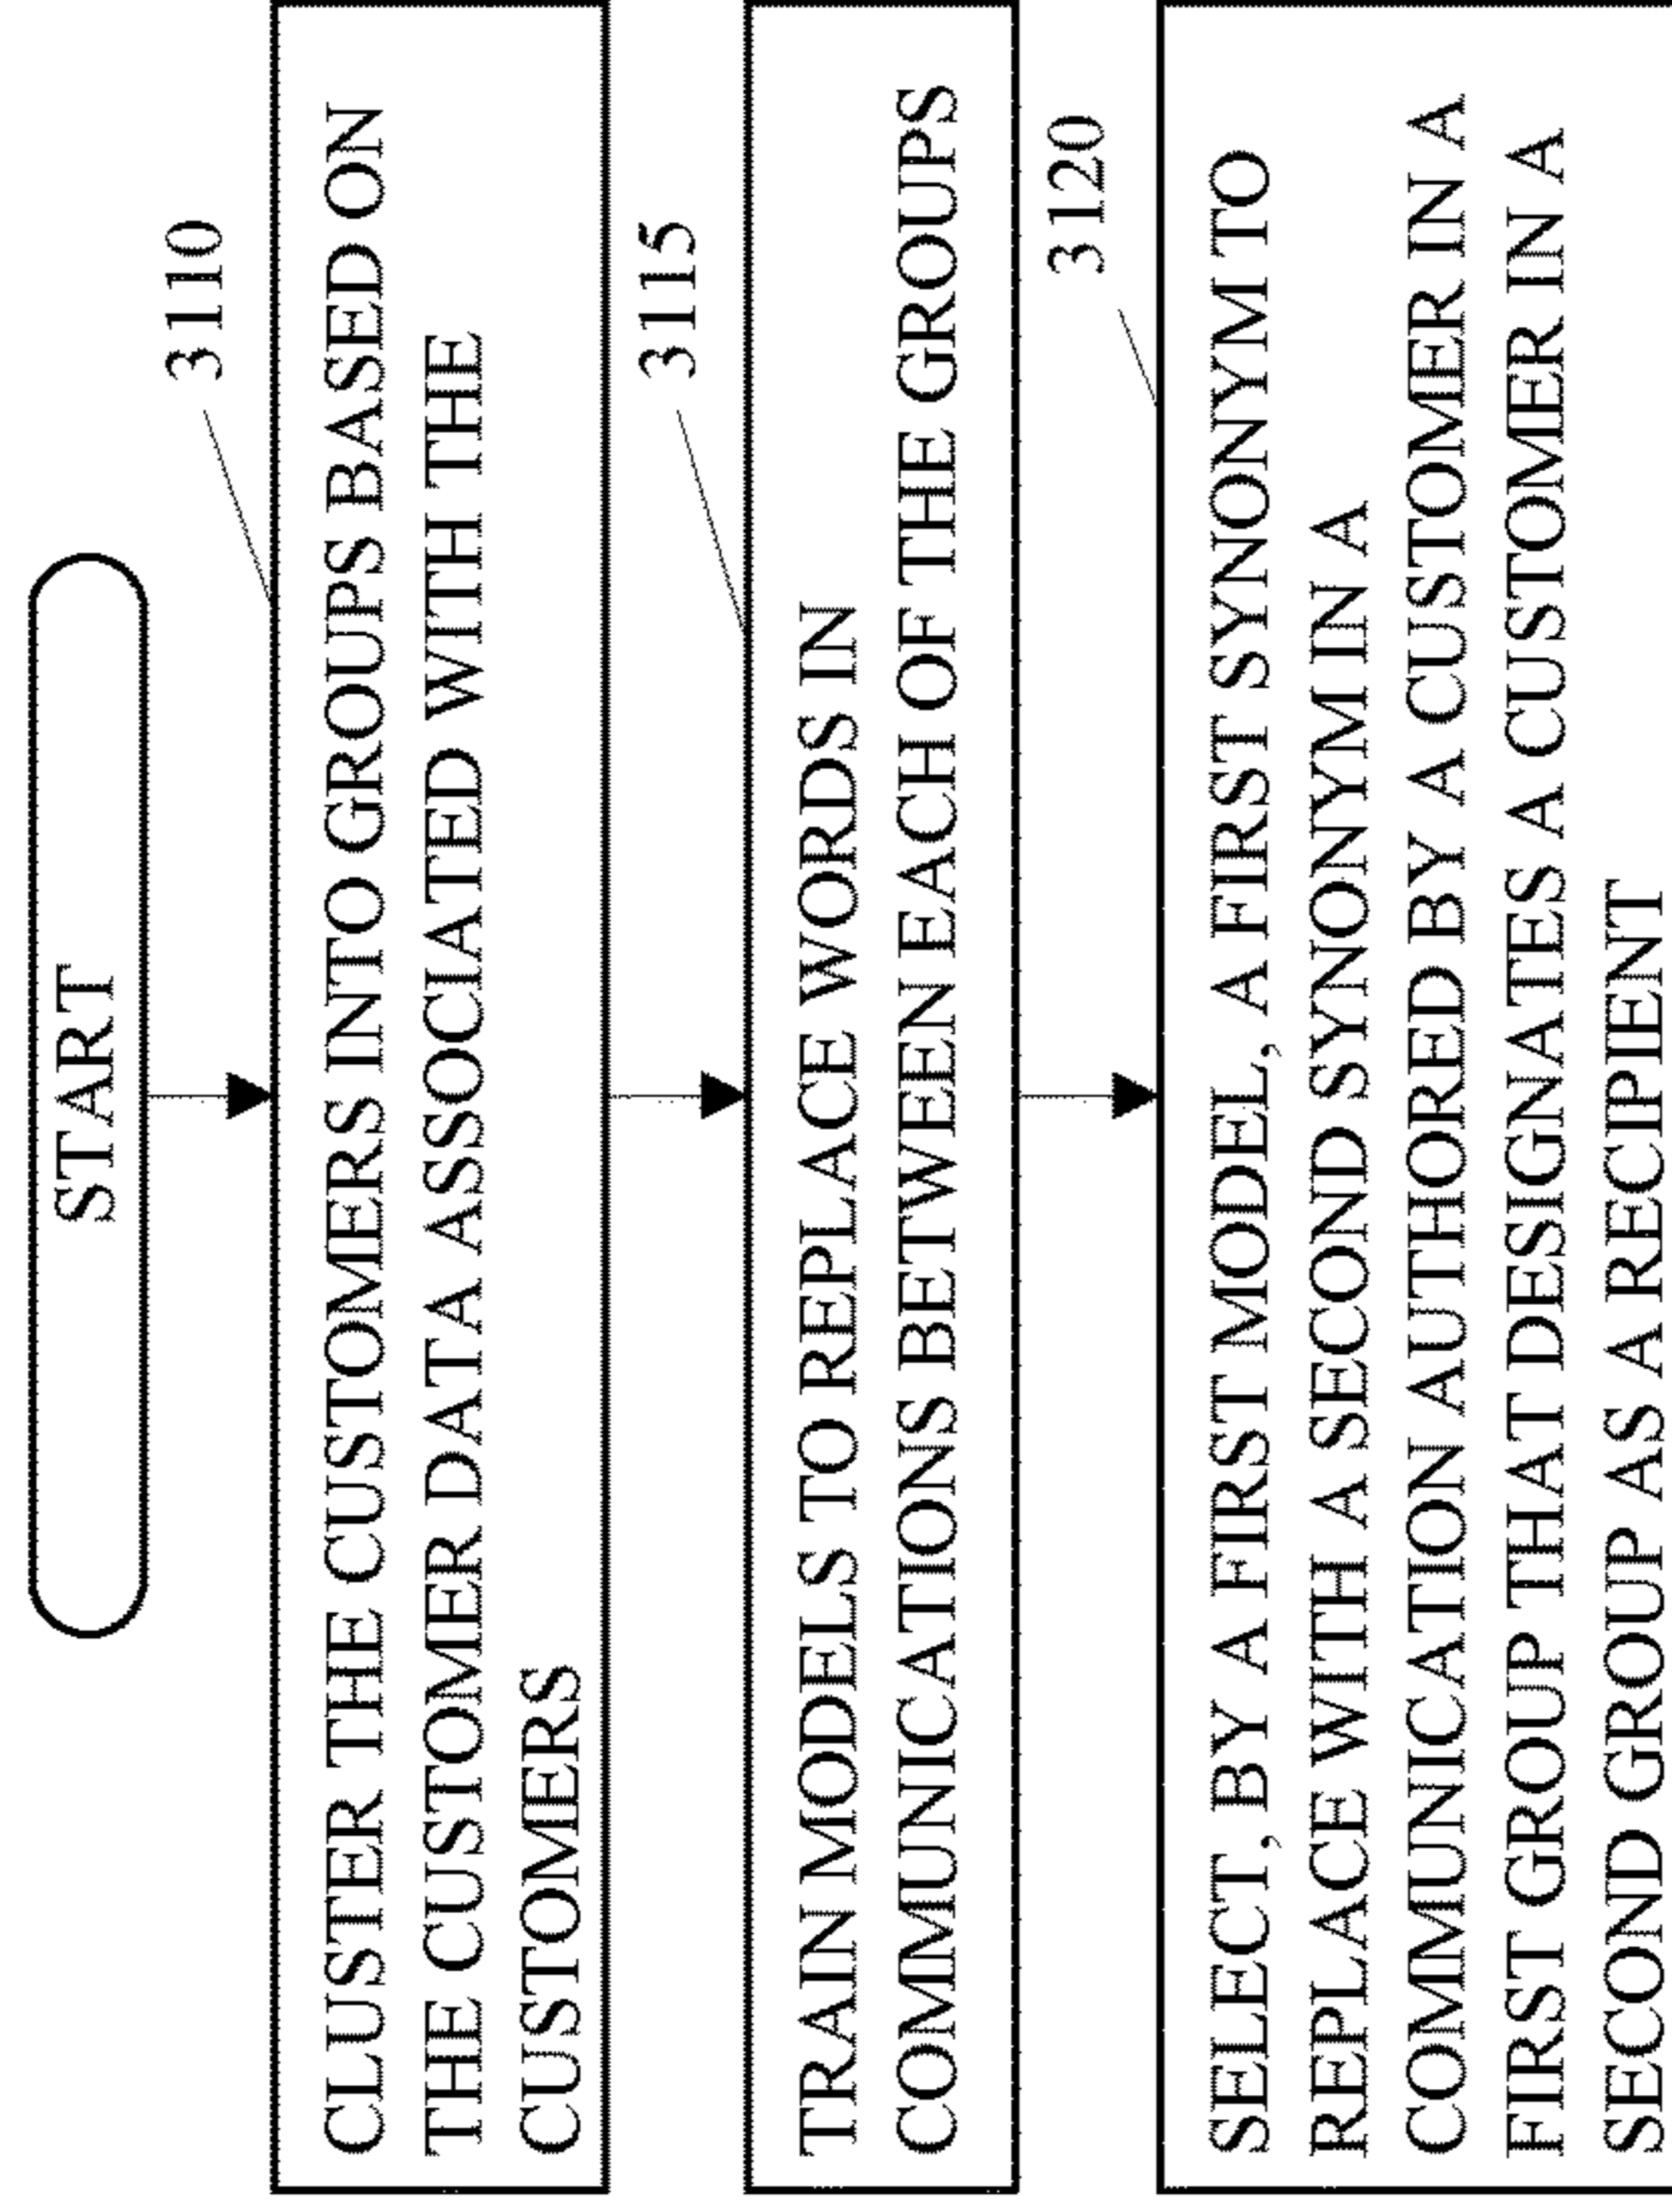 START
3110
CLUSTER THE CUSTOMERS INTO GROUPS BASED ON
THE CUSTOMER DATA ASSOCIATED WITH THE
CUSTOMERS
3115
TRAIN MODELS TO REPLACE WORDS IN
COMMUNICATIONS BETWEEN EACH OF THE GROUPS
3120
SELECT, BY A FIRST MODEL, A FIRST SYNONYM TO
REPLACE WITH A SECOND SYNONYM IN A
COMMUNICATION AUTHORED BY A CUSTOMER IN A
FIRST GROUP THAT DESIGNATES A CUSTOMER IN A
SECOND GROUP AS A RECIPIENT